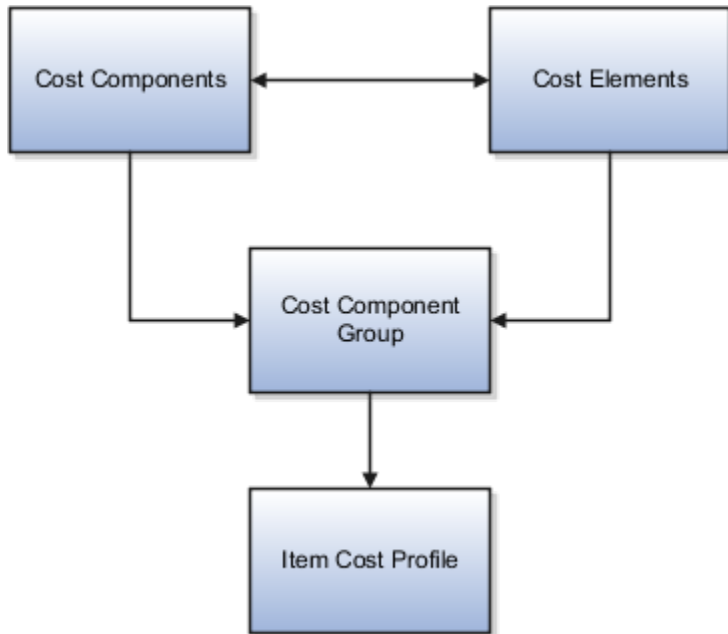 Cost Components
Cost Elements
Cost Component
Group
Item Cost Profile